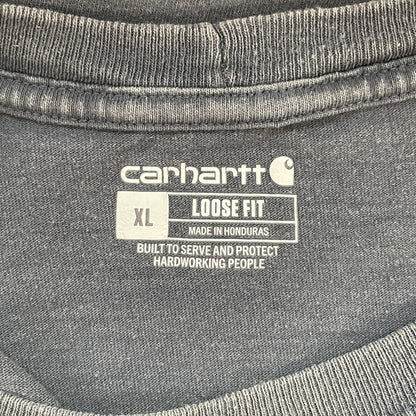 carhartt
XL
LOOSE FIT
MADE IN HONDURAS
BUILT TO SERVE AND PROTECT
HARDWORKING PEOPLE